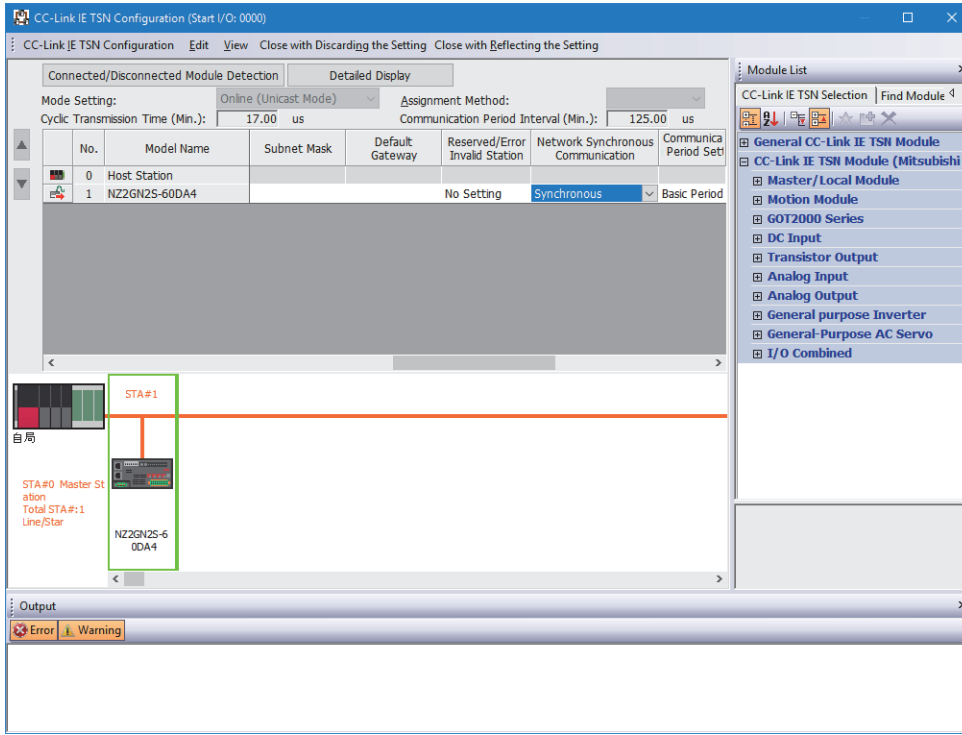 CC-Link IE TSN Configuration (Start I/O: 0000)
CC-Link IE TSN Configuration Edit View Close with Discarding the Setting Close with Reflecting the Setting
Connected/Disconnected Module Detection Detailed Display
Mode Setting: Online (Unicast Mode) Assignment Method:
Cyclic Transmission Time (Min.): 17.00 us Communication Period Interval (Min.): 125.00 us
No. Model Name Subnet Mask Default Gateway Reserved/Error Invalid Station Network Synchronous Communication Communica Period Sett
0 Host Station
1 NZ2GN2S-60DA4 No Setting Synchronous Basic Period
STA#1
自局
STA#0 Master St
ation
Total STA#:1
Line/Star
NZ2GN2S-6
0DA4
Module List
CC-Link IE TSN Selection Find Module
General CC-Link IE TSN Module
CC-Link IE TSN Module (Mitsubishi
Master/Local Module
Motion Module
GOT2000 Series
DC Input
Transistor Output
Analog Input
Analog Output
General purpose Inverter
General-Purpose AC Servo
I/O Combined
Output
Error Warning